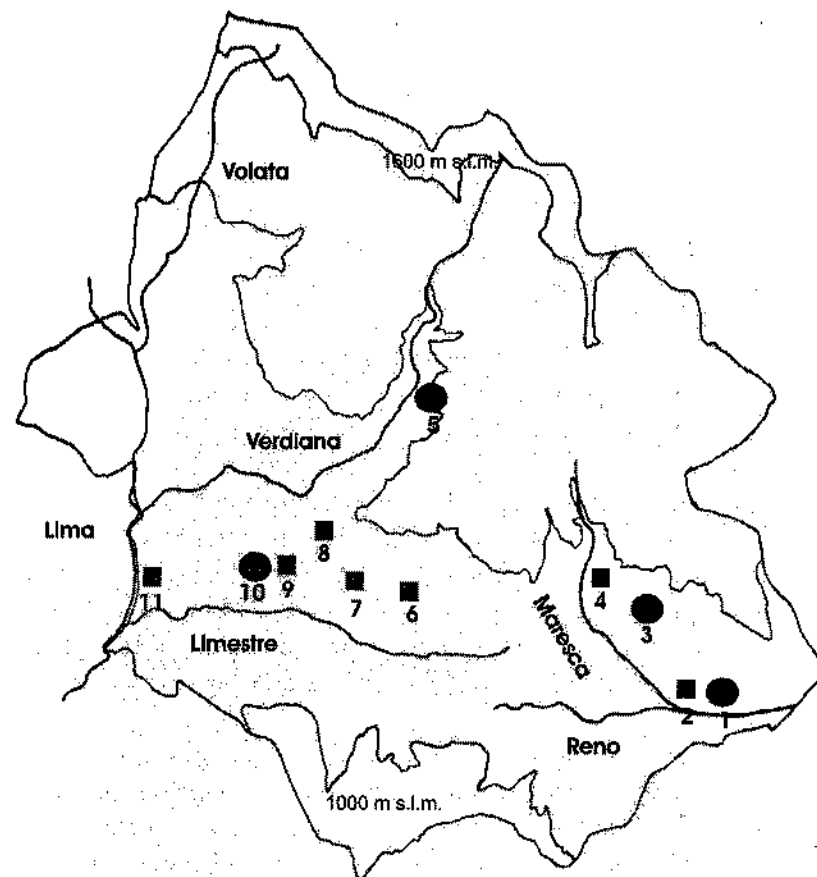 1600 m s.l.m.
Volata
5
Verdiana
Lima
8
11
10
9
7
6
4
3
Limestre
Maresca
2
1
Reno
1000 m s.l.m.